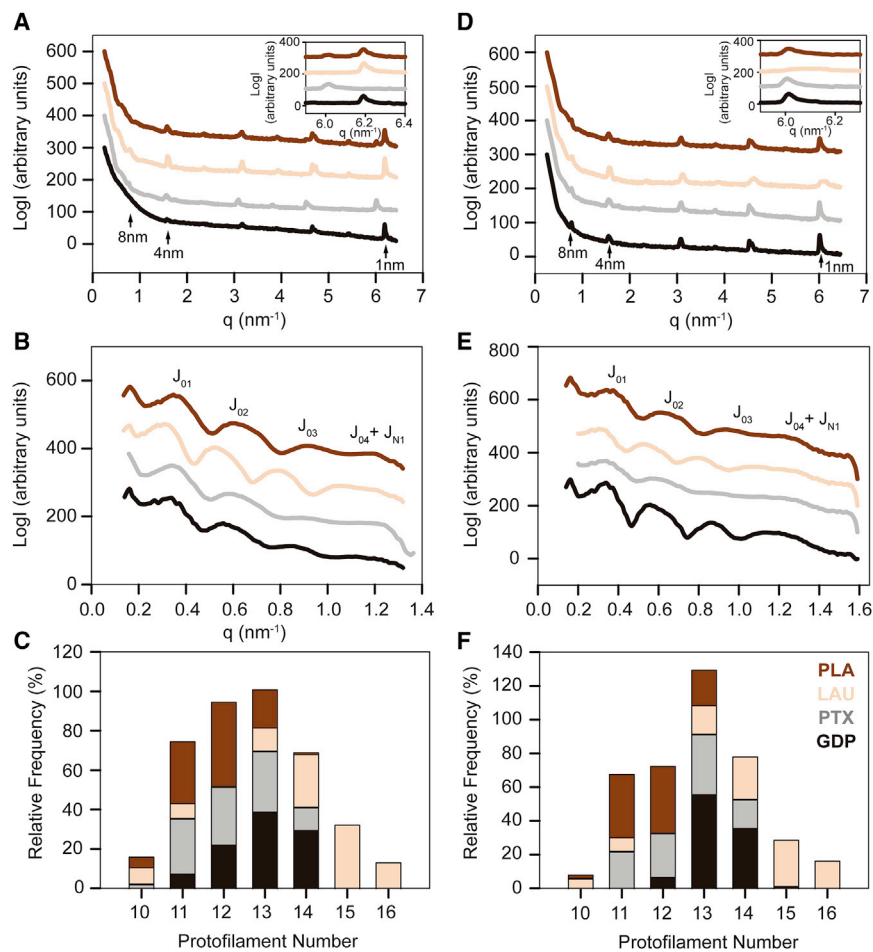 A
LogI (arbitrary units)
600
500
400
300
200
100
0
8nm
4nm
1nm
0 1 2 3 4 5 6 7
q (nm⁻¹)
LogI
(arbitrary units)
400
200
0
6.0 6.2 6.4
q (nm⁻¹)
D
LogI (arbitrary units)
600
500
400
300
200
100
0
8nm
4nm
1nm
0 1 2 3 4 5 6 7
q (nm⁻¹)
LogI
(arbitrary units)
400
200
0
6.0 6.2
q (nm⁻¹)
B
LogI (arbitrary units)
600
400
200
0
J₀₁
J₀₂
J₀₃
J₀₄+ J_N1
0.0 0.2 0.4 0.6 0.8 1.0 1.2 1.4
q (nm⁻¹)
E
LogI (arbitrary units)
800
600
400
200
0
J₀₁
J₀₂
J₀₃
J₀₄+ J_N1
0.0 0.2 0.4 0.6 0.8 1.0 1.2 1.4 1.6
q (nm⁻¹)
C
Relative Frequency (%)
120
100
80
60
40
20
0
10 11 12 13 14 15 16
Protofilament Number
F
Relative Frequency (%)
140
120
100
80
60
40
20
0
PLA
LAU
PTX
GDP
10 11 12 13 14 15 16
Protofilament Number